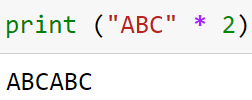 print ("ABC" * 2)
ABCABC